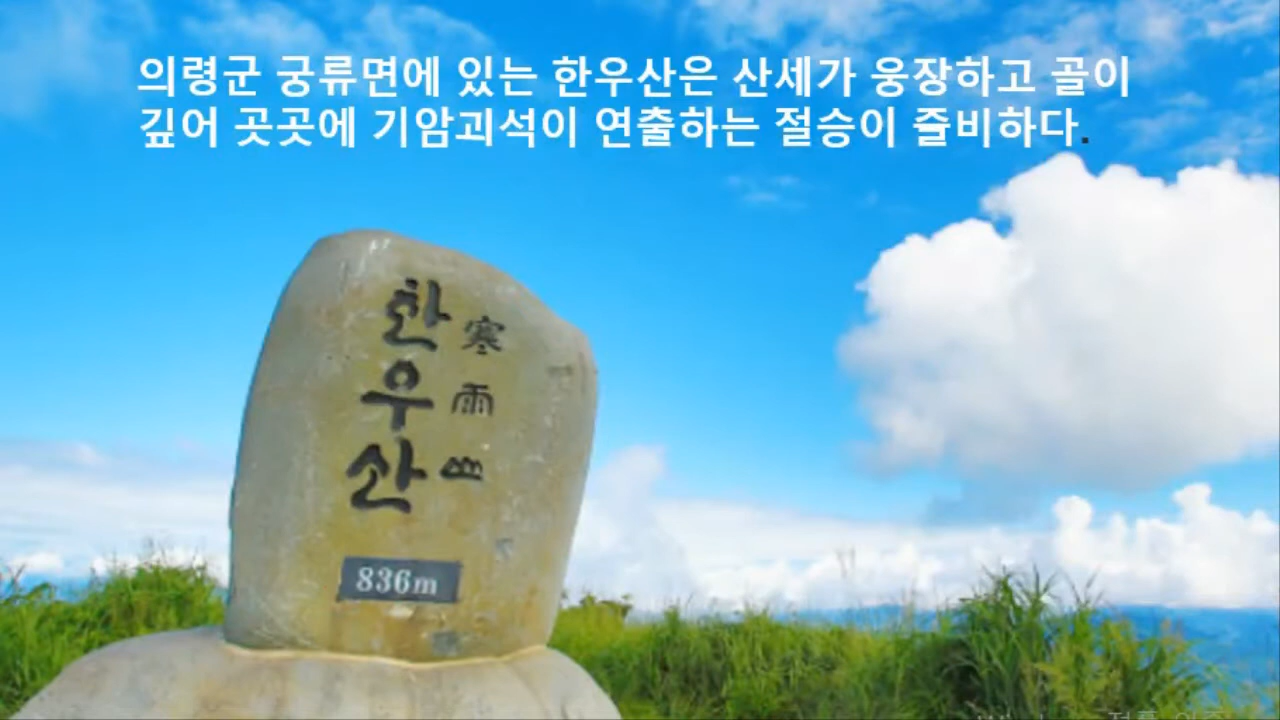 의령군 궁류면에 있는 한우산은 산세가 웅장하고 골이
깊어 곳곳에 기암괴석이 연출하는 절승이 즐비하다.
한우산
寒雨山
836m